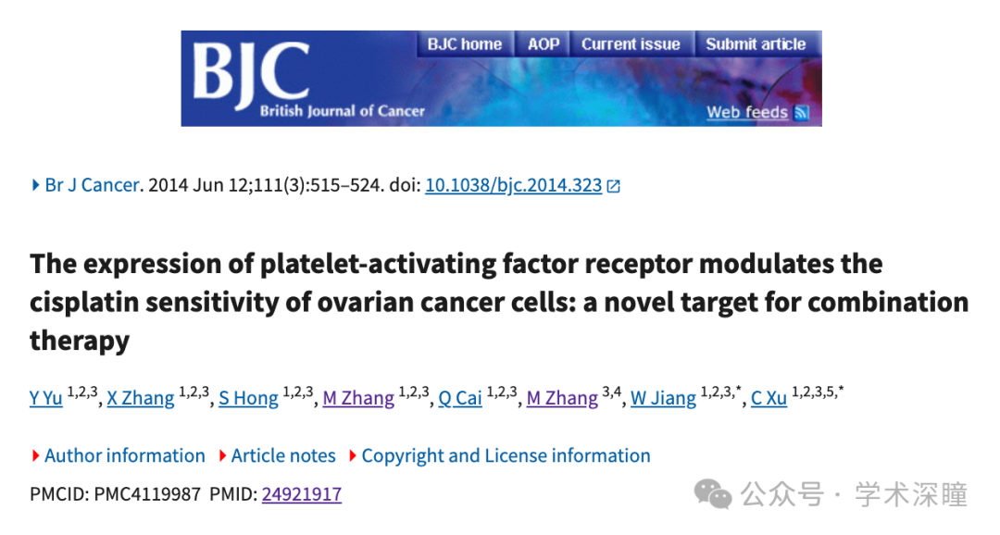 BJC
British Journal of Cancer
BJC home AOP Current issue Submit article
Web feeds
Br J Cancer. 2014 Jun 12;111(3):515–524. doi: 10.1038/bjc.2014.323
The expression of platelet-activating factor receptor modulates the
cisplatin sensitivity of ovarian cancer cells: a novel target for combination
therapy
Y Yu 1,2,3, X Zhang 1,2,3, S Hong 1,2,3, M Zhang 1,2,3, Q Cai 1,2,3, M Zhang 3,4, W Jiang 1,2,3,*, C Xu 1,2,3,5,*
Author information Article notes Copyright and License information
PMCID: PMC4119987 PMID: 24921917
公众号 · 学术深瞳